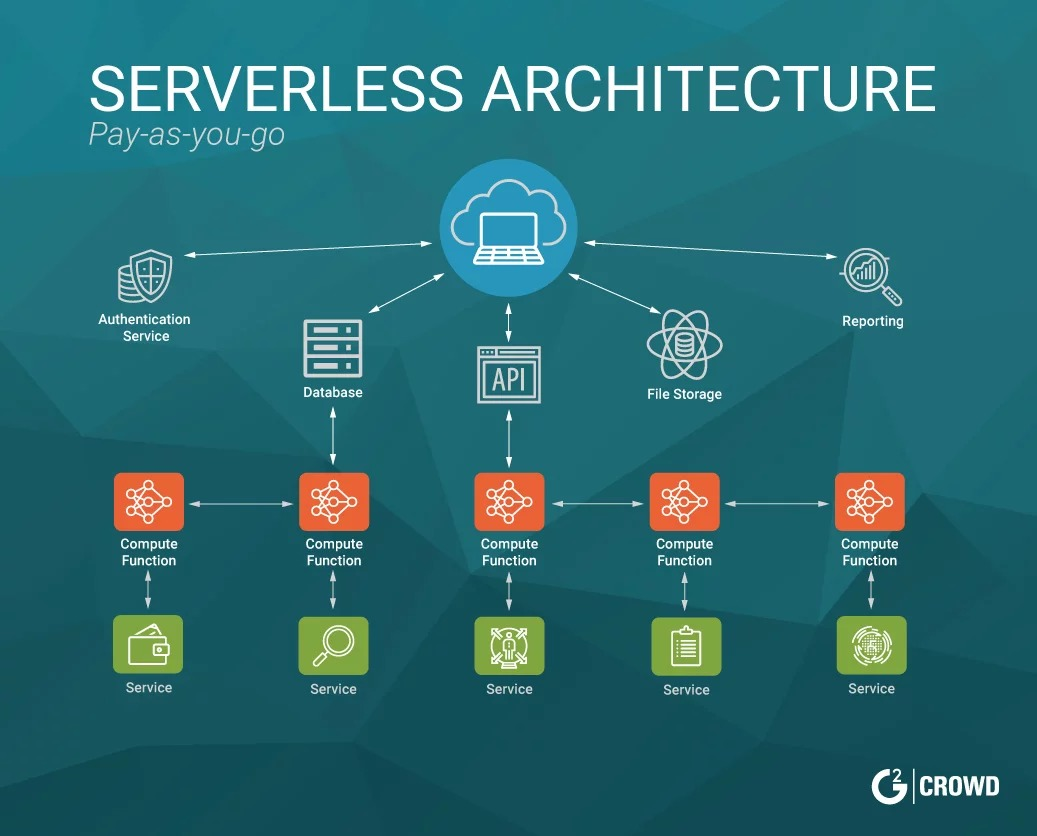 SERVERLESS ARCHITECTURE
Pay-as-you-go
Authentication
Service
Database
API
File Storage
Reporting
Compute
Function
Compute
Function
Compute
Function
Compute
Function
Compute
Function
Service
Service
Service
Service
Service
G2 | CROWD